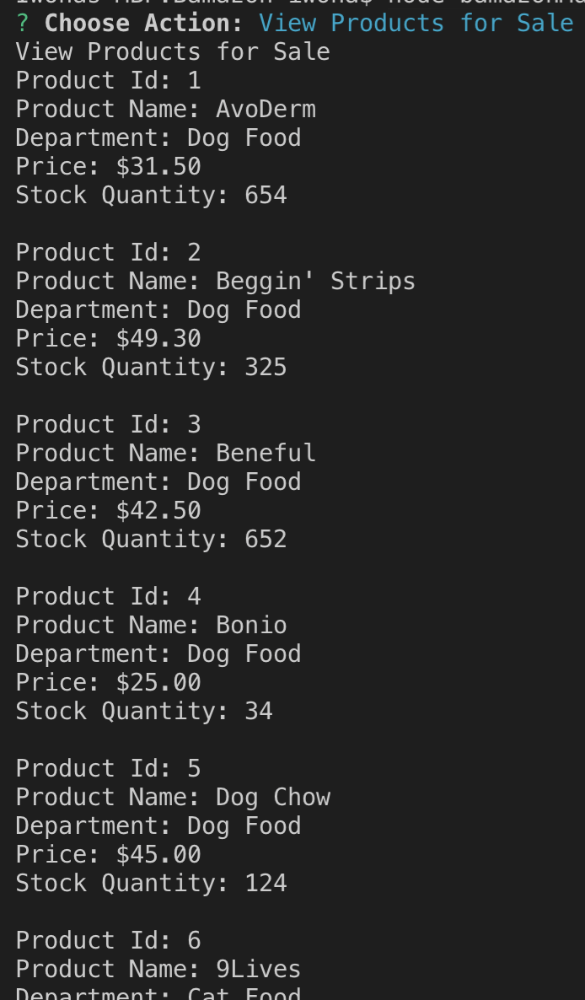 ? Choose Action: View Products for Sale
View Products for Sale
Product Id: 1
Product Name: AvoDerm
Department: Dog Food
Price: $31.50
Stock Quantity: 654
Product Id: 2
Product Name: Beggin' Strips
Department: Dog Food
Price: $49.30
Stock Quantity: 325
Product Id: 3
Product Name: Beneful
Department: Dog Food
Price: $42.50
Stock Quantity: 652
Product Id: 4
Product Name: Bonio
Department: Dog Food
Price: $25.00
Stock Quantity: 34
Product Id: 5
Product Name: Dog Chow
Department: Dog Food
Price: $45.00
Stock Quantity: 124
Product Id: 6
Product Name: 9Lives
Department: Cat Food